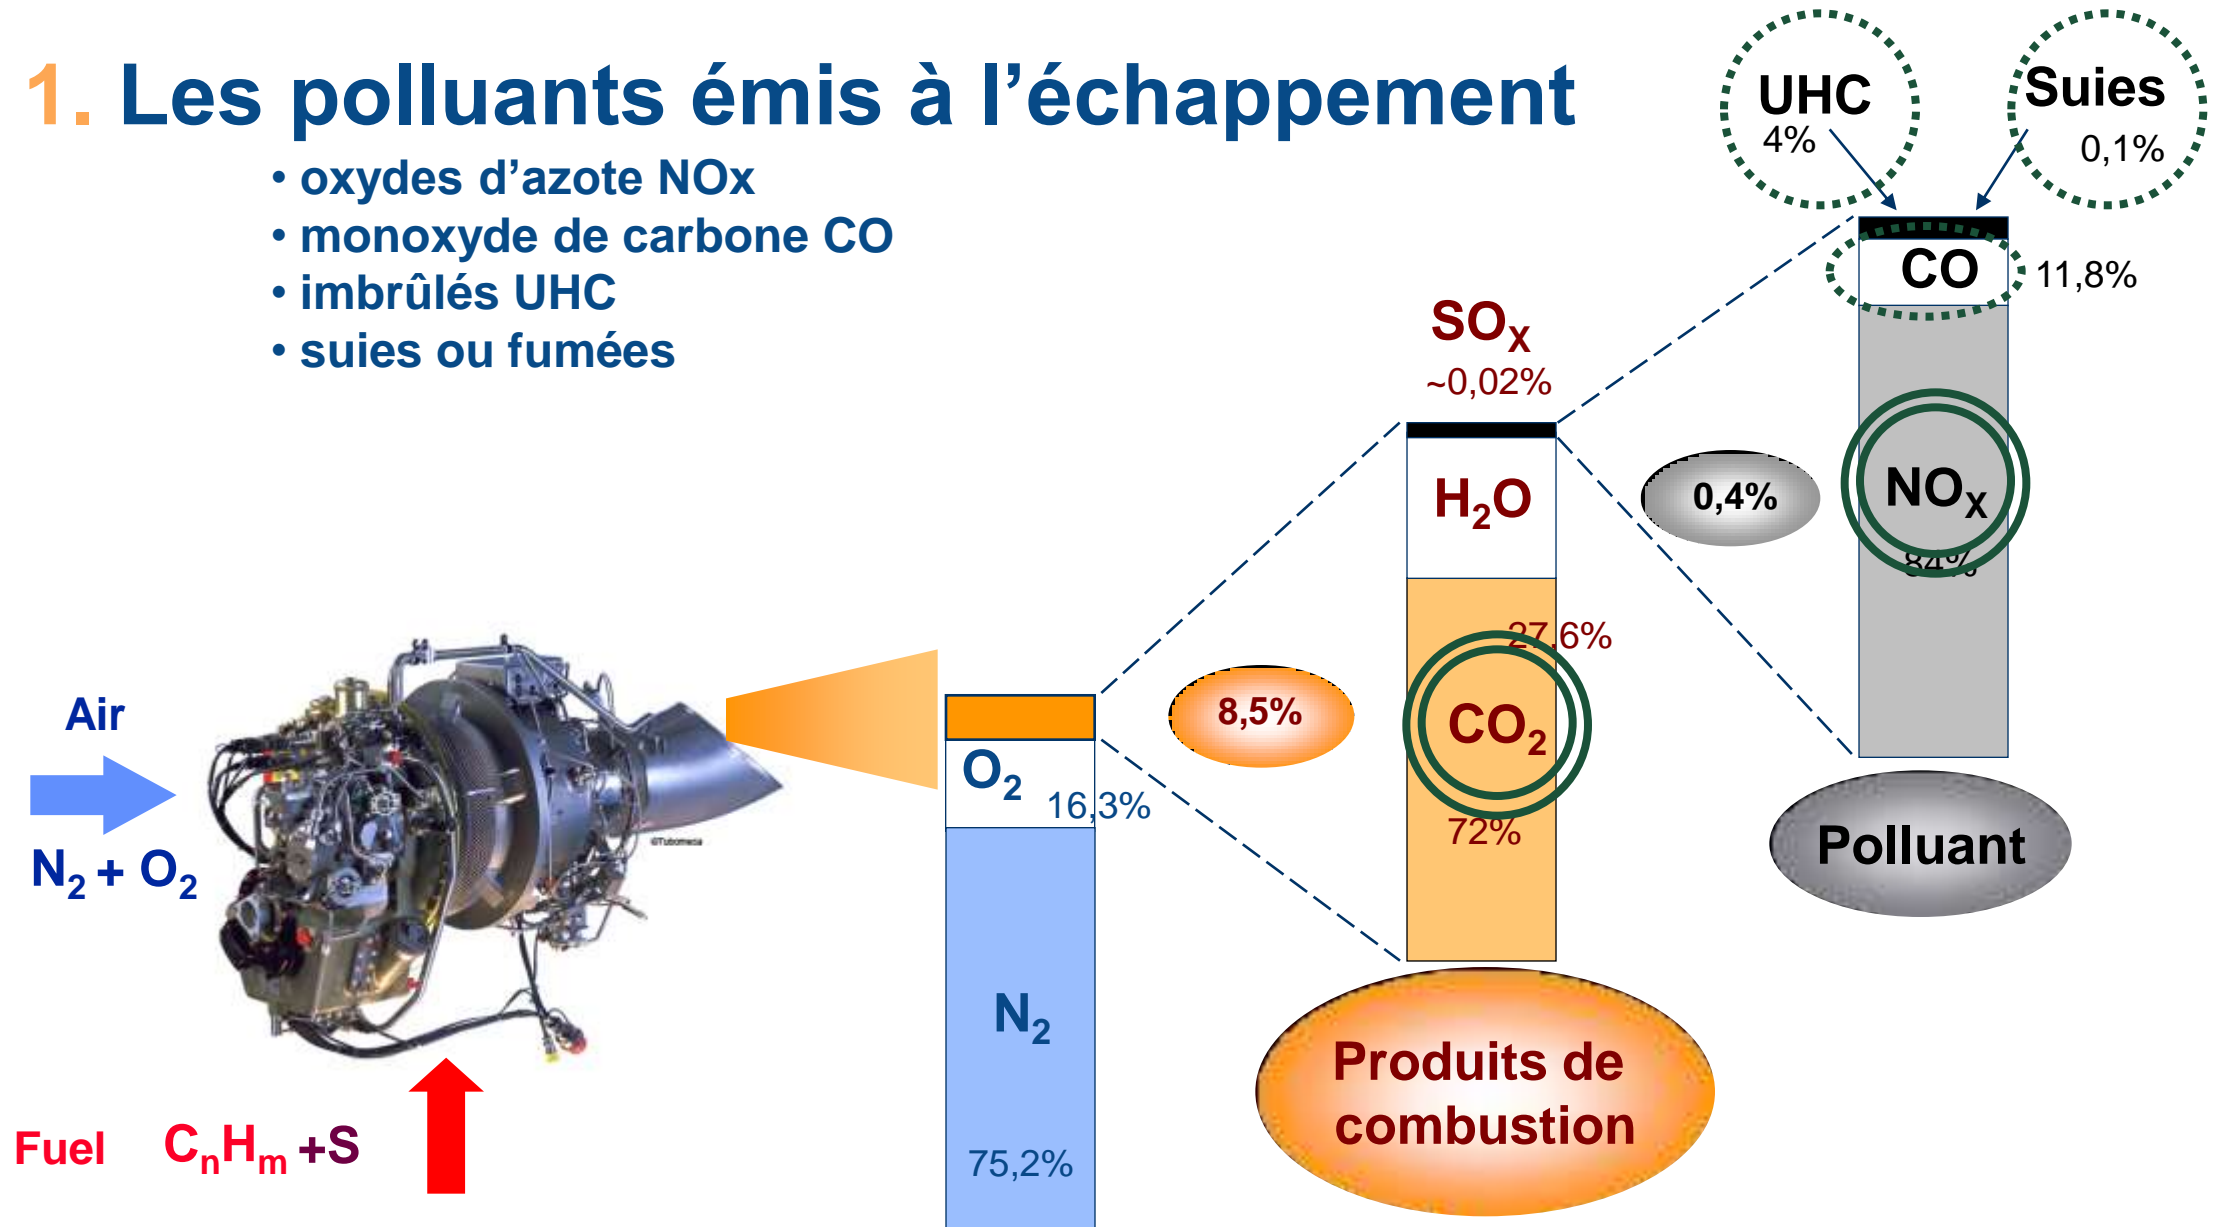 1. Les polluants émis à l’échappement
• oxydes d’azote NOx
• monoxyde de carbone CO
• imbrûlés UHC
• suies ou fumées
UHC
4%
Suies
0,1%
CO
11,8%
NOX
84%
0,4%
Polluant
SOX
~0,02%
H2O
27,6%
CO2
72%
8,5%
Produits de
combustion
O2
16,3%
N2
75,2%
Air
N2 + O2
©Tubomeca
Fuel CnHm +S